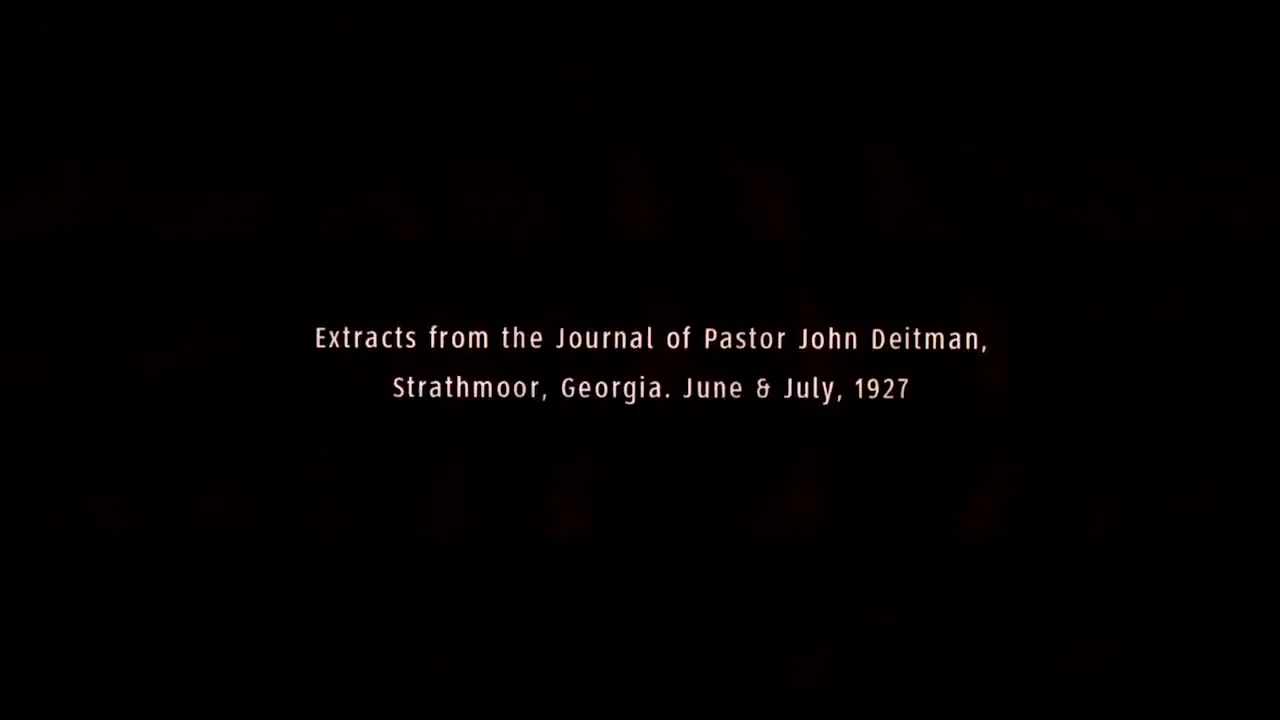 Extracts from the Journal of Pastor John Deitman,
Strathmoor, Georgia. June & July, 1927